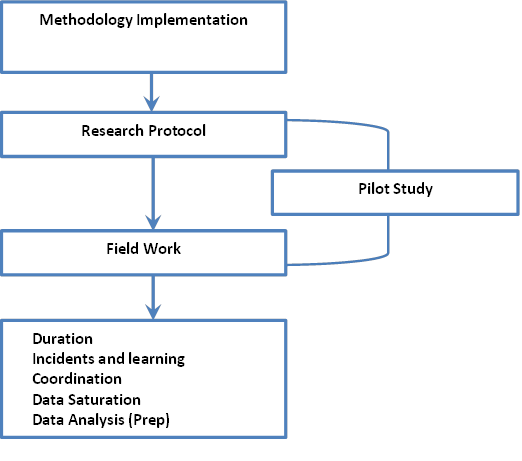 Methodology Implementation
Research Protocol
Pilot Study
Field Work
Duration
Incidents and learning
Coordination
Data Saturation
Data Analysis (Prep)